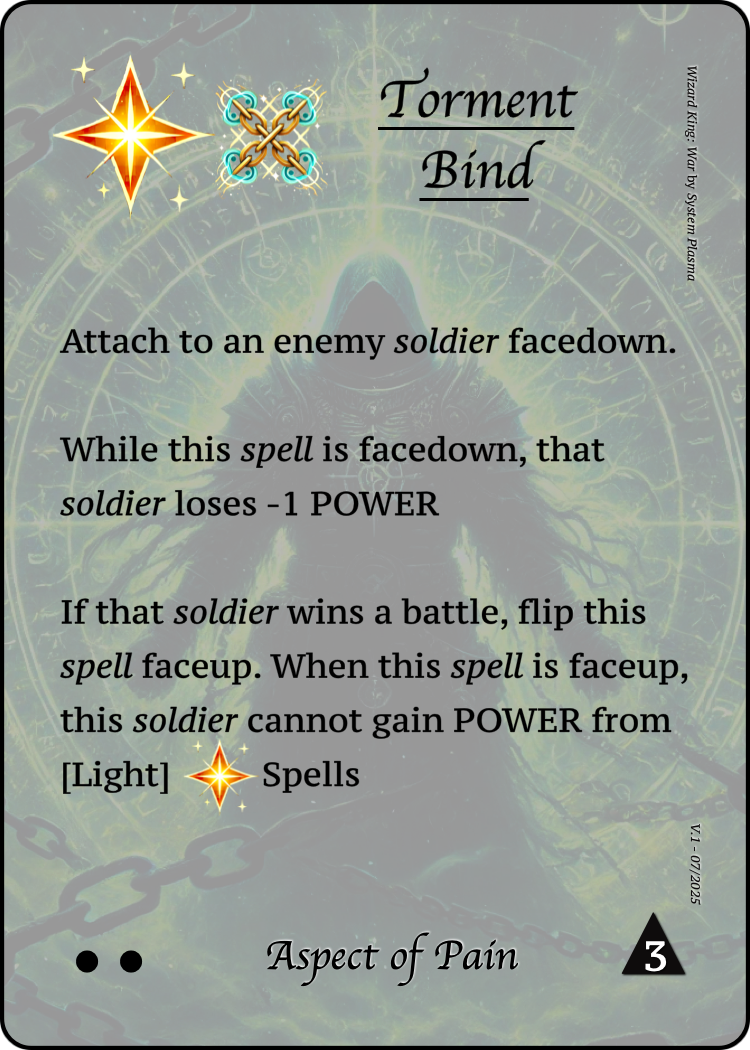 Torment
Bind
Wizard King: War by System Plasma
Attach to an enemy soldier facedown.
While this spell is facedown, that
soldier loses -1 POWER
If that soldier wins a battle, flip this
spell faceup. When this spell is faceup,
this soldier cannot gain POWER from
[Light] Spells
V.1 - 07/2025
Aspect of Pain
3